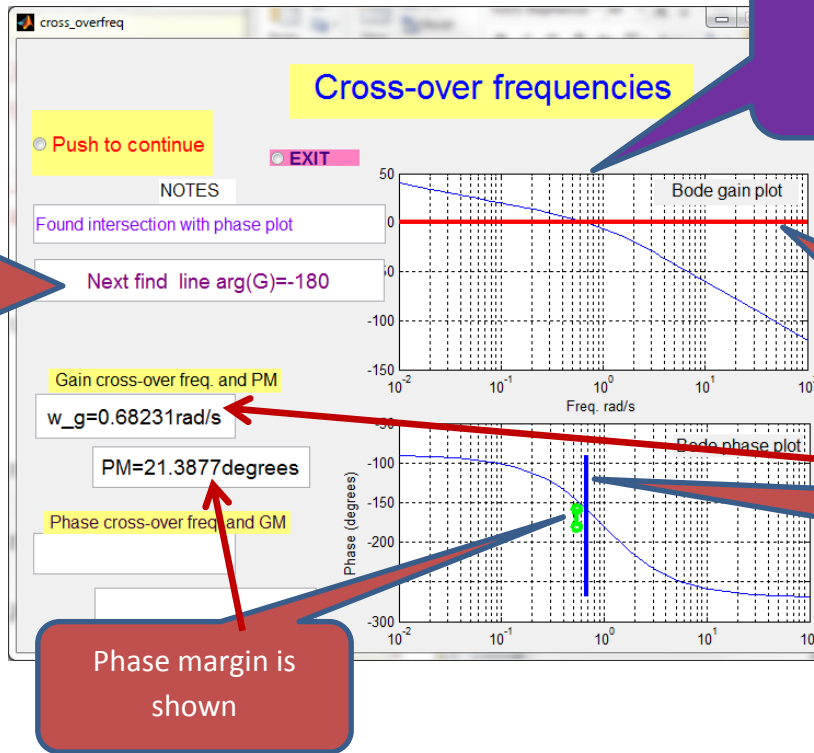 cross_overfreq
Cross-over frequencies
Push to continue
EXIT
NOTES
Found intersection with phase plot
Next find line arg(G)=-180
Gain cross-over freq. and PM
w_g=0.68231rad/s
PM=21.3877degrees
Phase cross-over freq. and GM
Bode gain plot
50
0
-100
-150
10^-2
10^-1
10^0
10^1
Freq. rad/s
Bode phase plot
Phase (degrees)
-100
-150
-200
-300
10^-2
10^-1
10^0
10^1
Phase margin is
shown